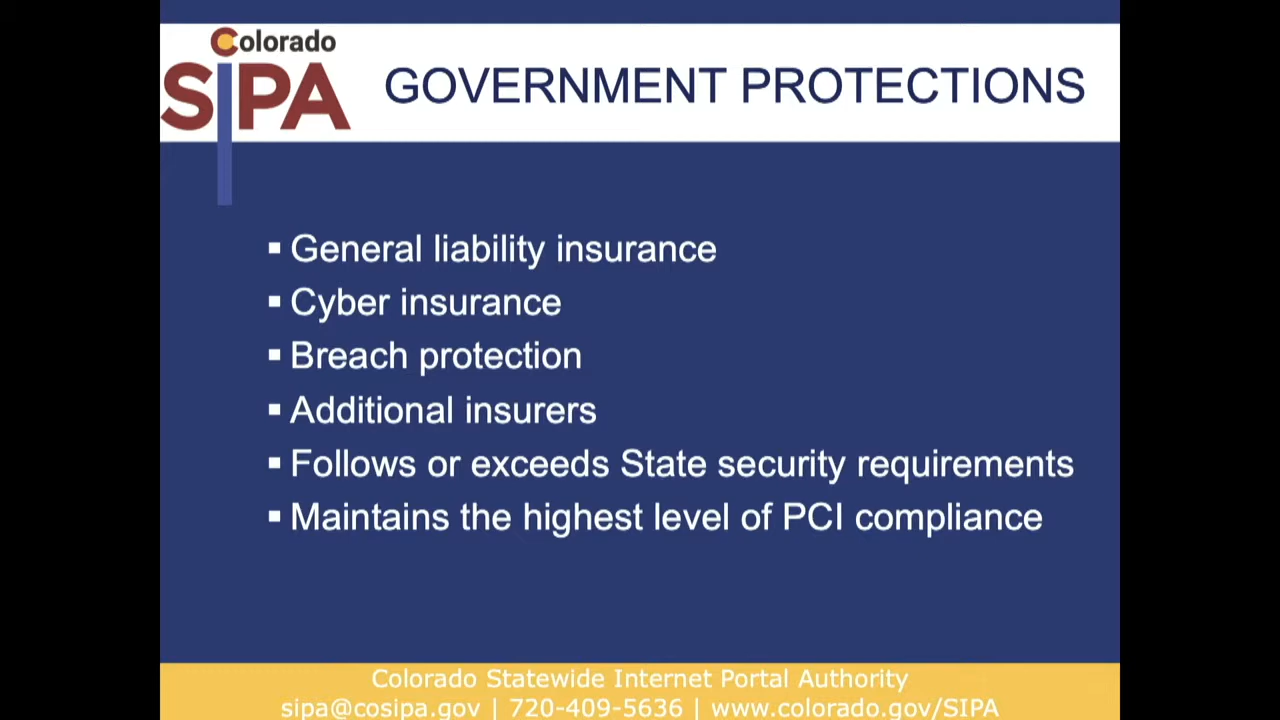 Colorado
SIPA
GOVERNMENT PROTECTIONS
▪ General liability insurance
▪ Cyber insurance
▪ Breach protection
▪ Additional insurers
▪ Follows or exceeds State security requirements
▪ Maintains the highest level of PCI compliance
Colorado Statewide Internet Portal Authority
sipa@cosipa.gov | 720-409-5636 | www.colorado.gov/SIPA